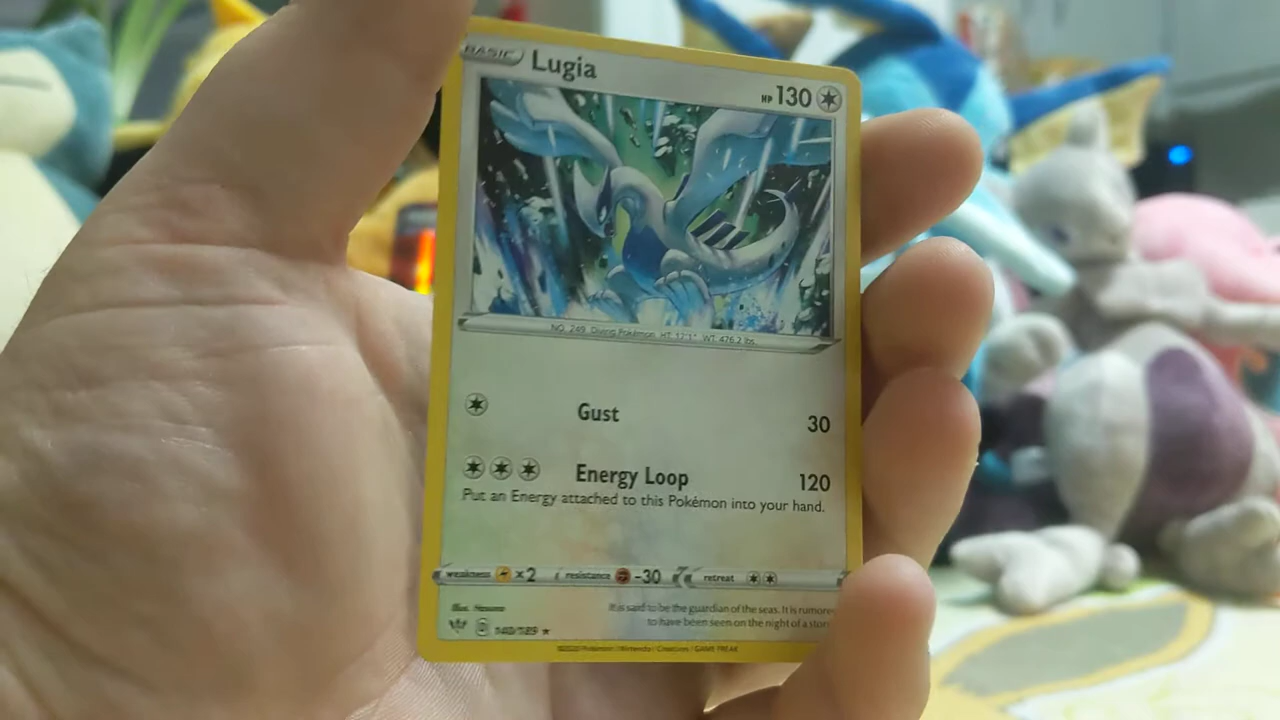 BASIC Lugia HP 130
NO. 249 Diving Pokémon HT: 12'1" WT: 476.2 lbs.
Gust 30
Energy Loop 120
Put an Energy attached to this Pokémon into your hand.
weakness ×2 resistance -30 retreat
Illus. Hasuno
It is said to be the guardian of the seas. It is rumored
to have been seen on the night of a storm
D 140/189 ★
©2020 Pokémon / Nintendo / Creatures / GAME FREAK